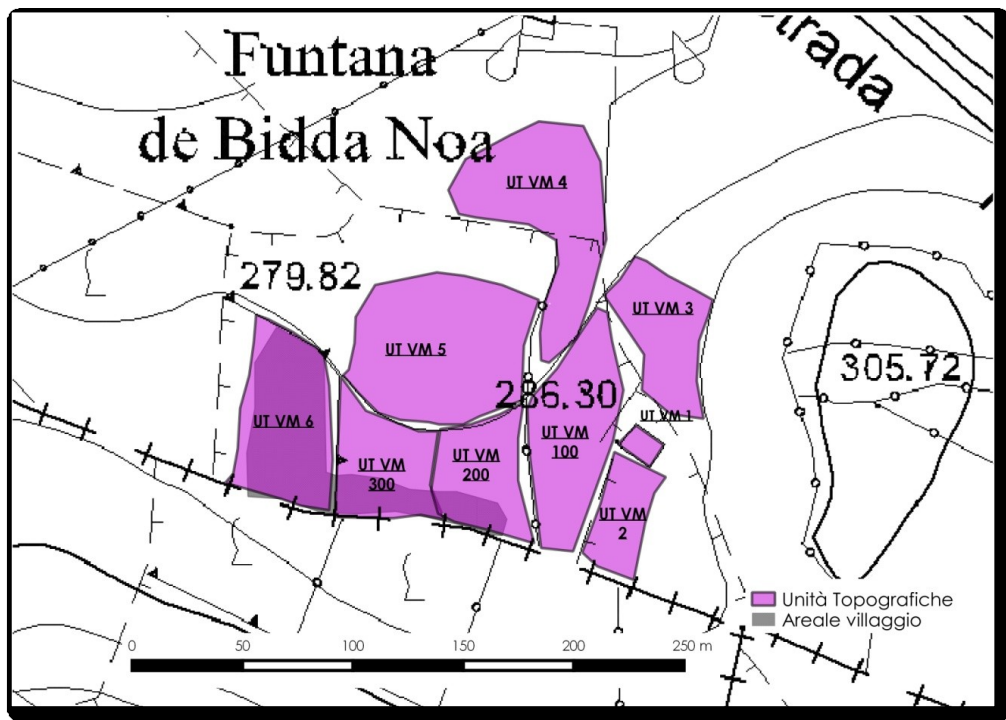 Funtana
de Bidda Noa
trada
UT VM 4
279.82
UT VM 3
UT VM 5
305.72
286.30
UT VM 1
UT VM 6
UT VM
100
UT VM
200
UT VM
300
UT VM
2
Unità Topografiche
Areale villaggio
0 50 100 150 200 250 m